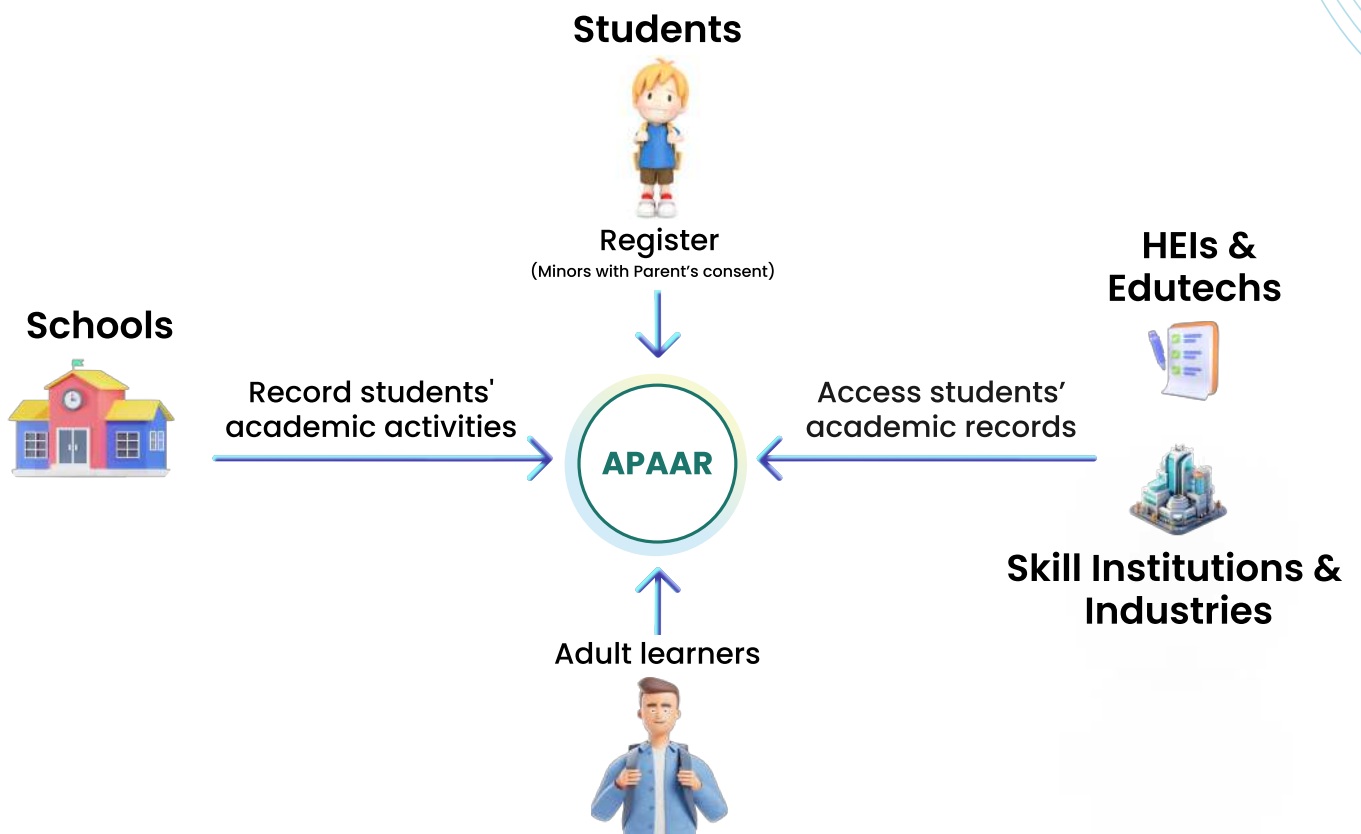 Students
Register
(Minors with Parent’s consent)
HEIs &
Edutechs
Schools
Record students'
academic activities
Access students’
academic records
APAAR
Skill Institutions &
Industries
Adult learners